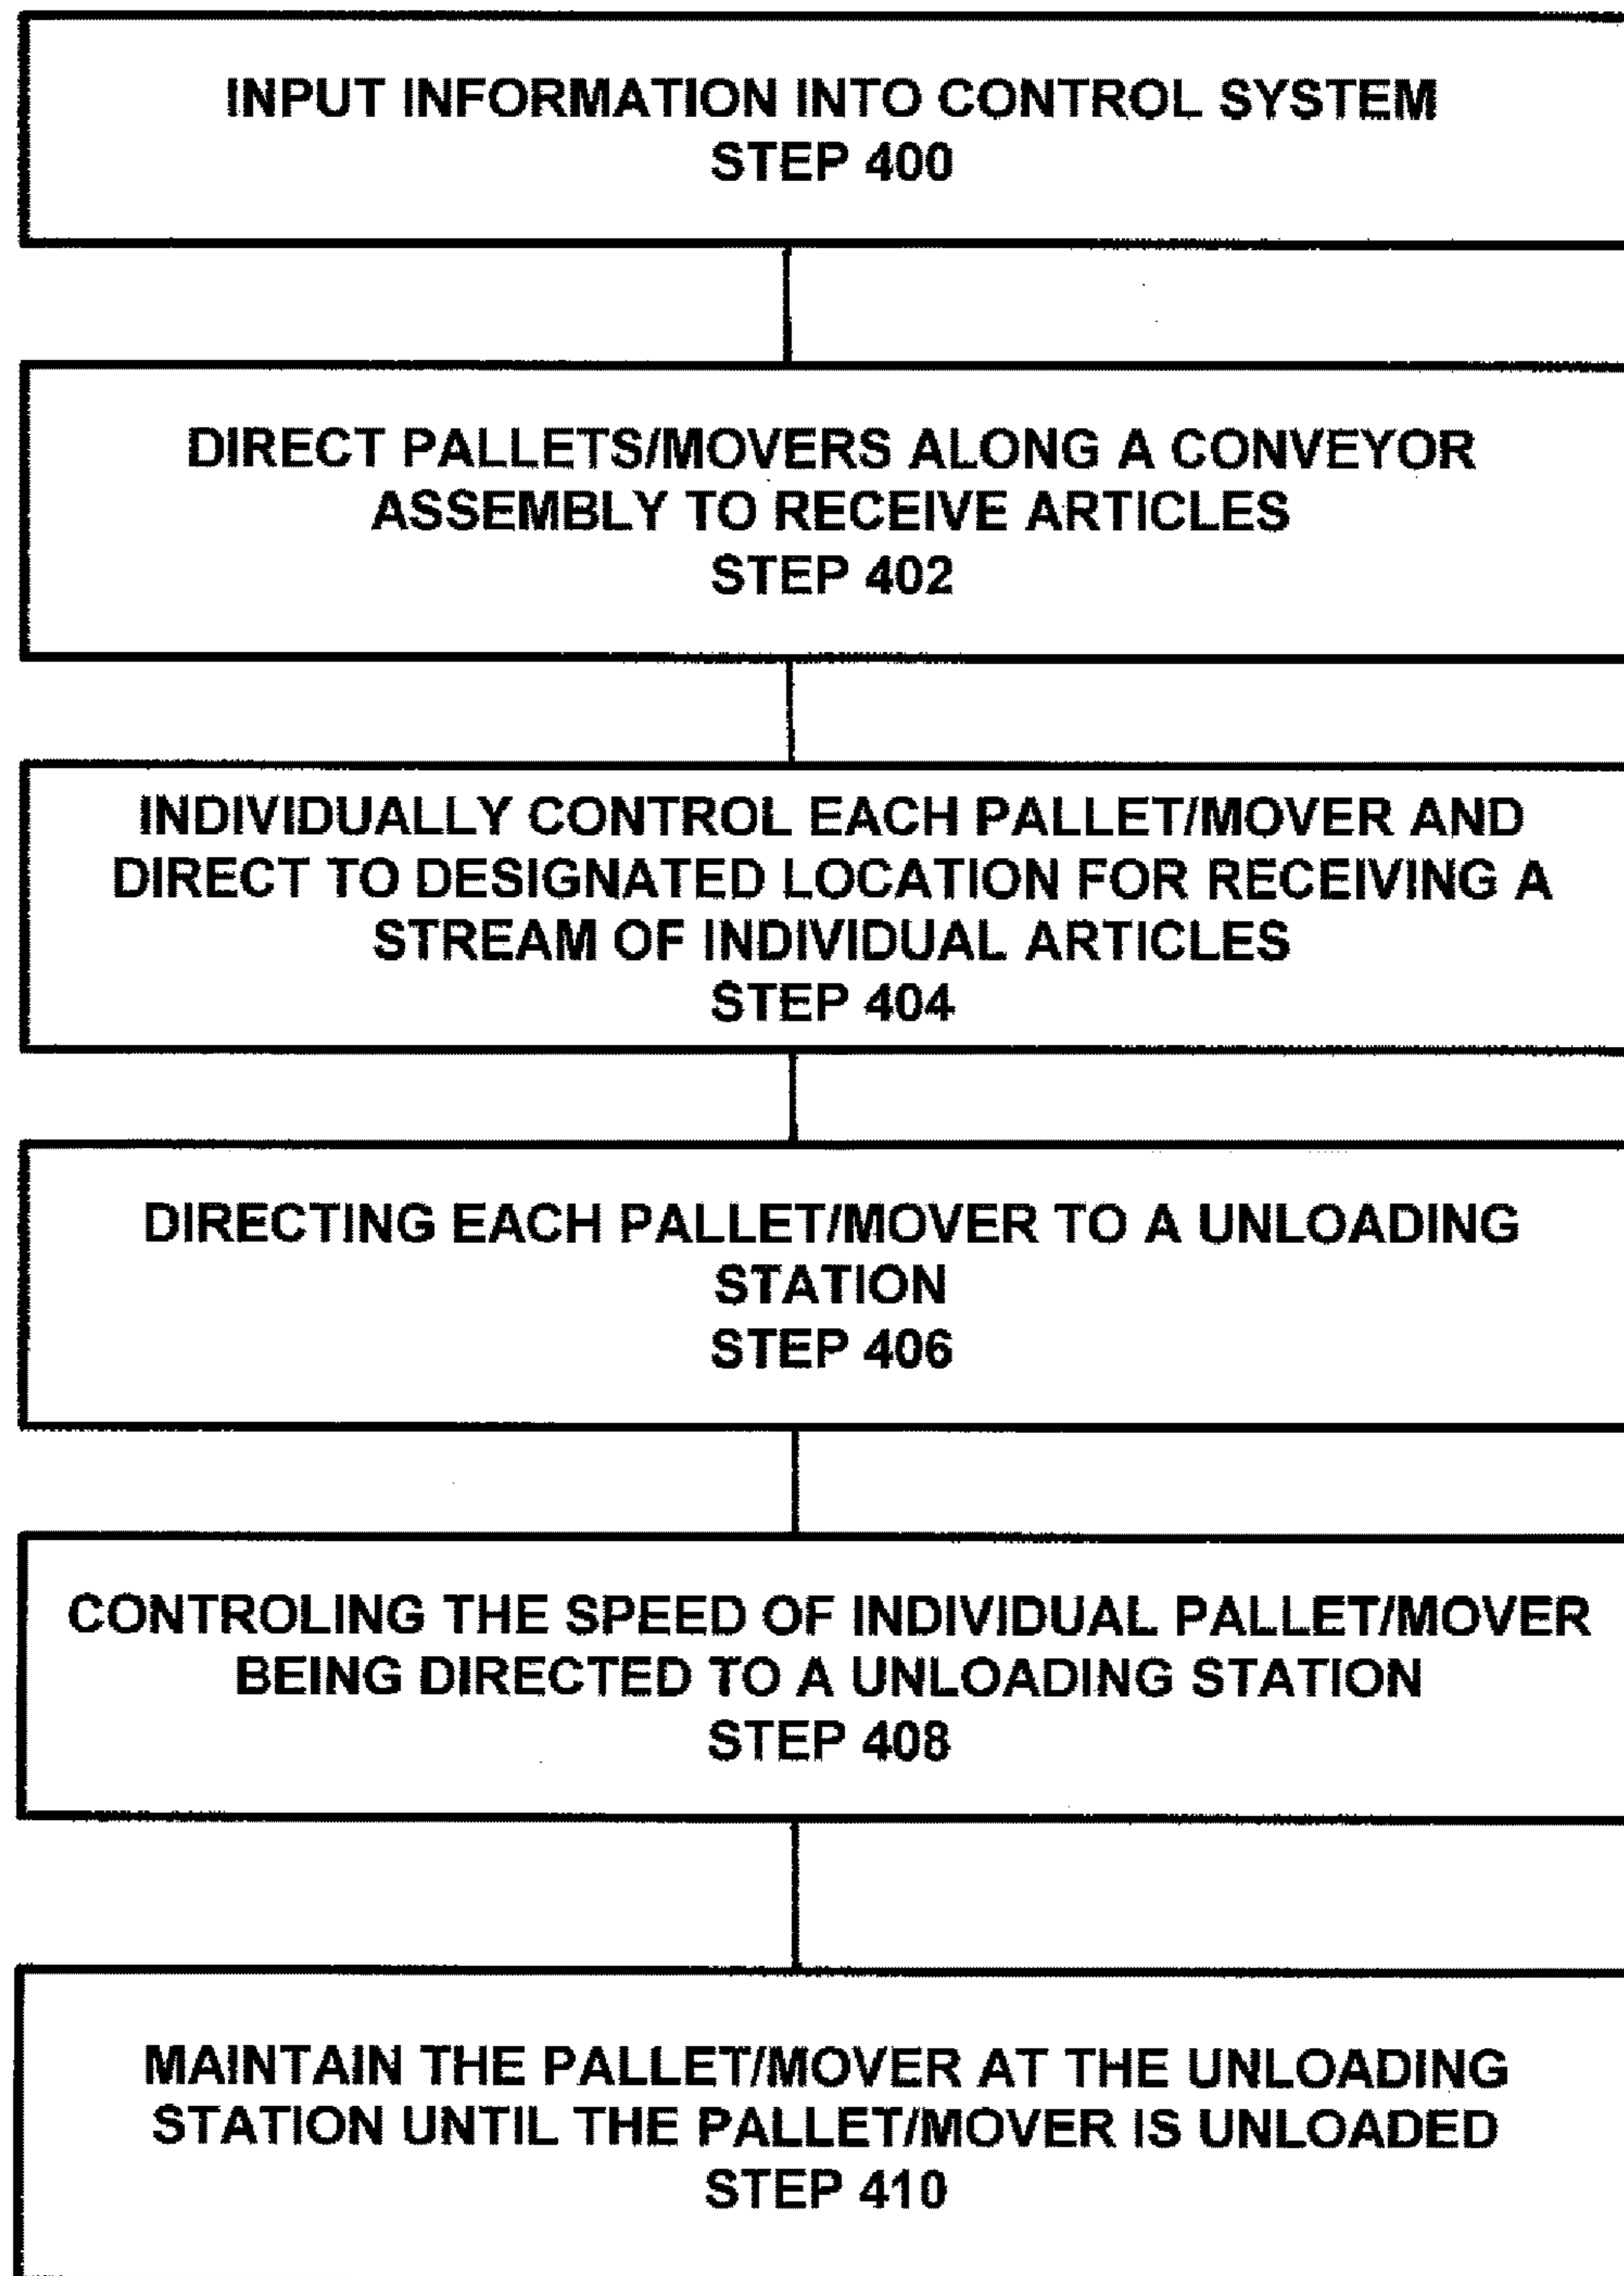 INPUT INFORMATION INTO CONTROL SYSTEM
STEP 400
DIRECT PALLETS/MOVERS ALONG A CONVEYOR
ASSEMBLY TO RECEIVE ARTICLES
STEP 402
INDIVIDUALLY CONTROL EACH PALLET/MOVER AND
DIRECT TO DESIGNATED LOCATION FOR RECEIVING A
STREAM OF INDIVIDUAL ARTICLES
STEP 404
DIRECTING EACH PALLET/MOVER TO A UNLOADING
STATION
STEP 406
CONTROLING THE SPEED OF INDIVIDUAL PALLET/MOVER
BEING DIRECTED TO A UNLOADING STATION
STEP 408
MAINTAIN THE PALLET/MOVER AT THE UNLOADING
STATION UNTIL THE PALLET/MOVER IS UNLOADED
STEP 410